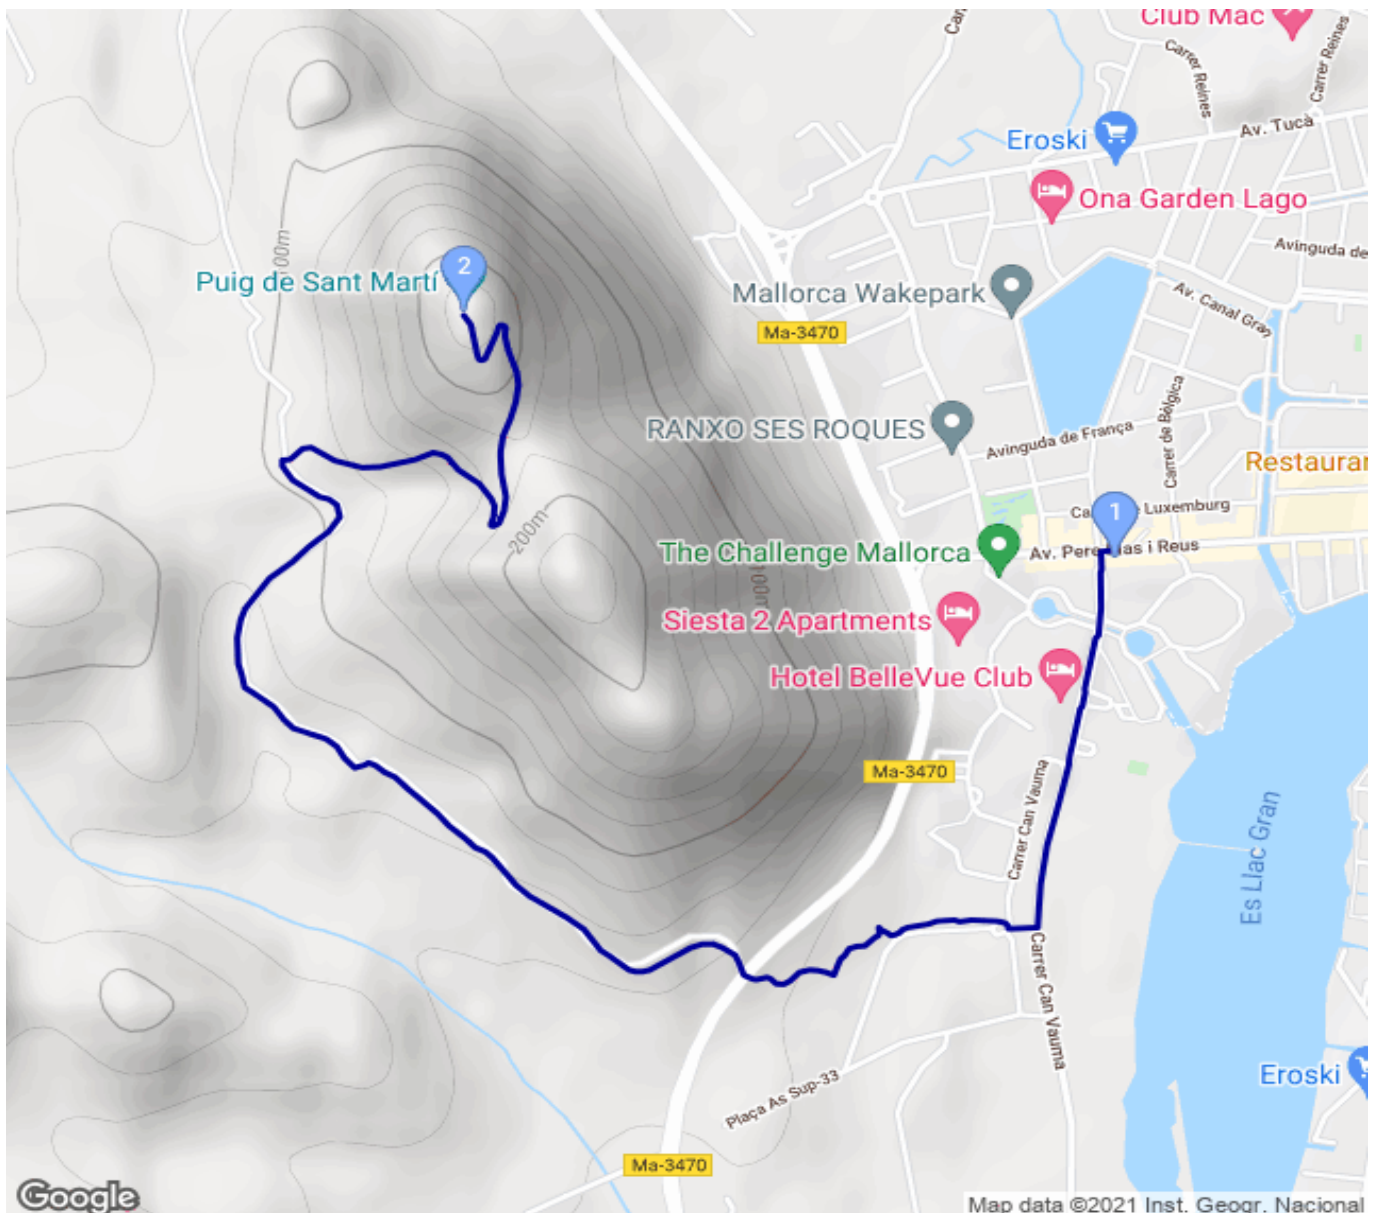 Club Mac
Can
Carrer Reines
Carrer Reines
Av. Tucà
Eroski
Ona Garden Lago
Avinguda de
100m
2
Puig de Sant Martí
Mallorca Wakepark
Av. Canal Gran
Ma-3470
Carrer de Bèlgica
RANXO SES ROQUES
Avinguda de França
Restaurar
1
Luxemburg
The Challenge Mallorca
Av. Pere as i Reus
200m
100m
Siesta 2 Apartments
Hotel BelleVue Club
Ma-3470
Carrer Can Vauma
Es Llac Gran
Carrer Can Vauma
Eroski
Plaça As Sup-33
Ma-3470
Google
Map data ©2021 Inst. Geogr. Nacional